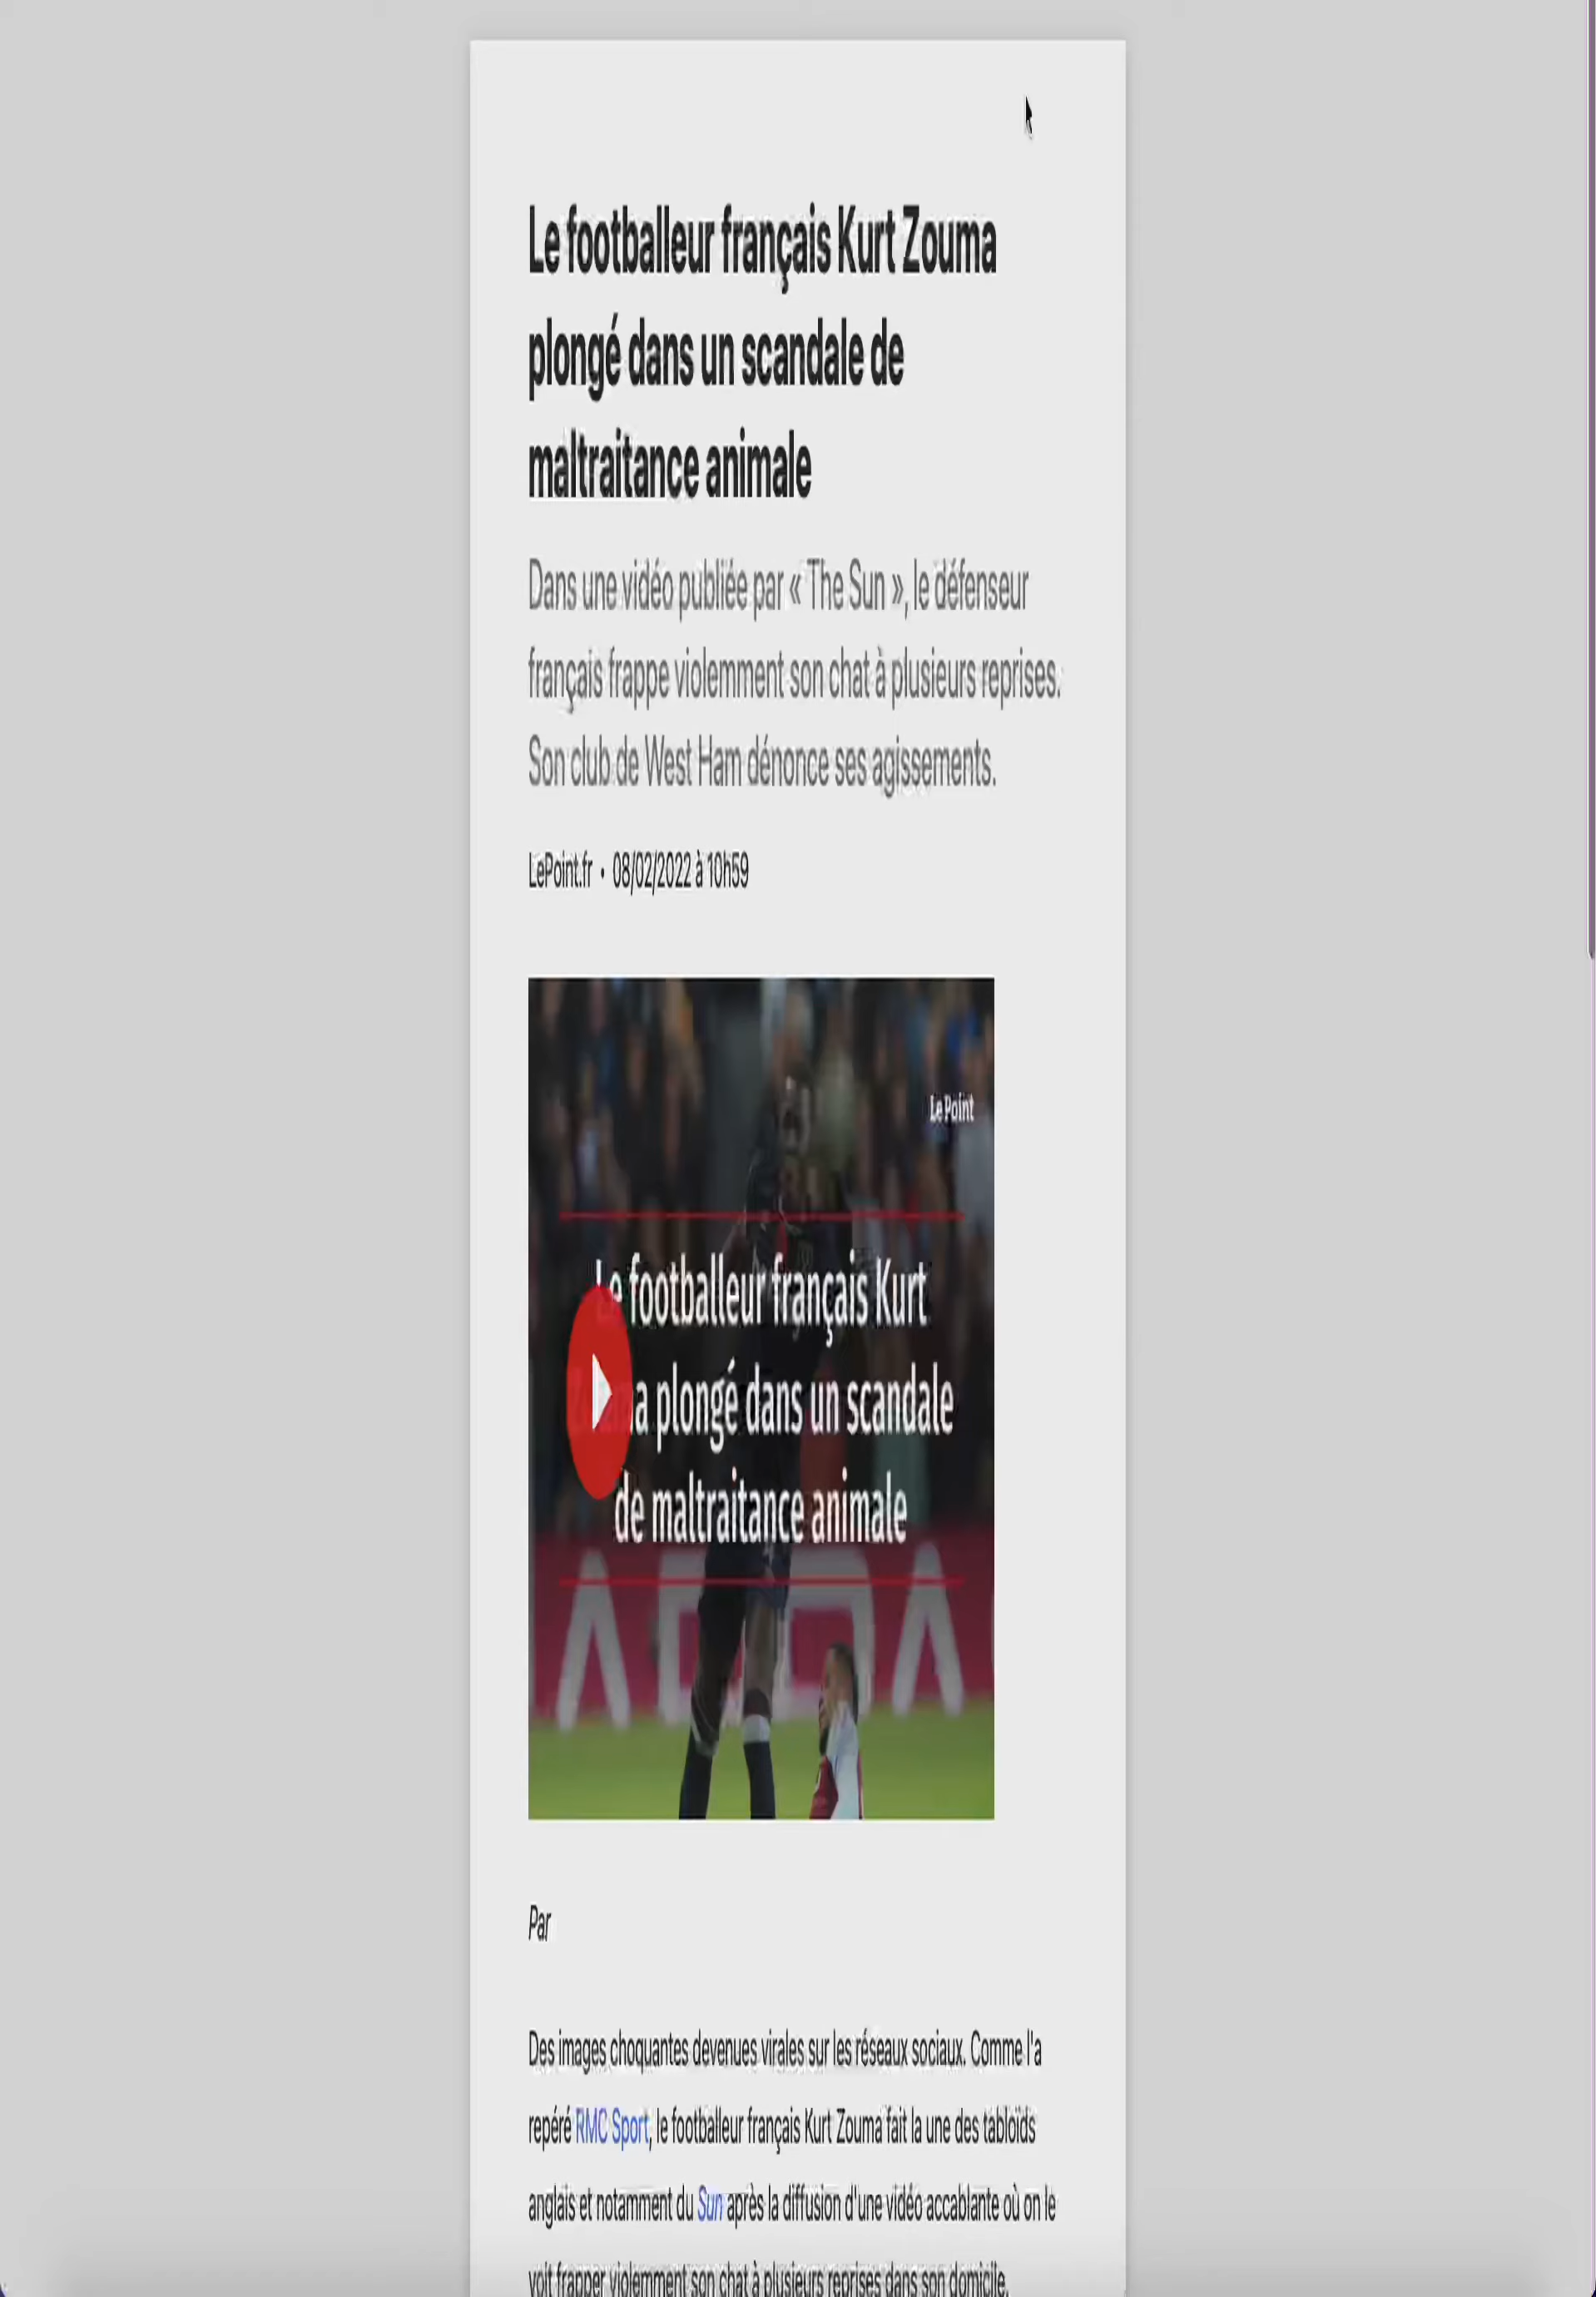 Le footballeur français Kurt Zouma
plongé dans un scandale de
maltraitance animale
Dans une vidéo publiée par « The Sun », le défenseur
français frappe violemment son chat à plusieurs reprises.
Son club de West Ham dénonce ses agissements.
LePoint.fr • 08/02/2022 à 10h59
Le Point
Le footballeur français Kurt
a plongé dans un scandale
de maltraitance animale
Par
Des images choquantes devenues virales sur les réseaux sociaux. Comme l'a
repéré RMC Sport, le footballeur français Kurt Zouma fait la une des tabloïds
anglais et notamment du Sun après la diffusion d'une vidéo accablante où on le
voit frapper violemment son chat à plusieurs reprises dans son domicile.